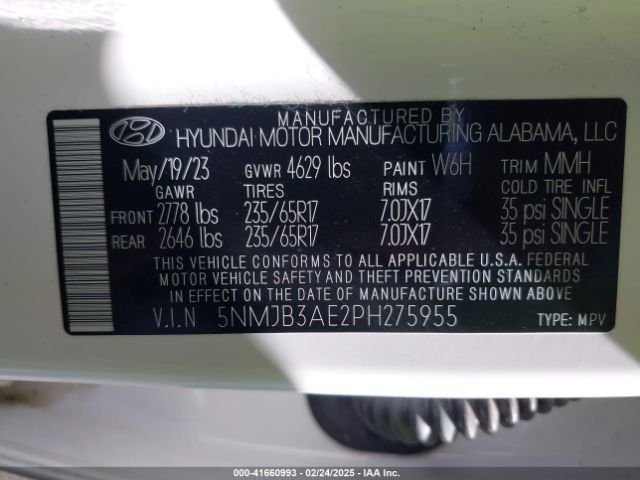 MANUFACTURED BY
HYUNDAI MOTOR MANUFACTURING ALABAMA, LLC
May/19/23 GVWR 4629 lbs PAINT W6H TRIM MMH
GAWR TIRES RIMS COLD TIRE INFL
FRONT 2778 lbs 235/65R17 7.0JX17 35 psi SINGLE
REAR 2646 lbs 235/65R17 7.0JX17 35 psi SINGLE
THIS VEHICLE CONFORMS TO ALL APPLICABLE U.S.A. FEDERAL
MOTOR VEHICLE SAFETY AND THEFT PREVENTION STANDARDS
IN EFFECT ON THE DATE OF MANUFACTURE SHOWN ABOVE
V.I.N 5NMJB3AE2PH275955 TYPE: MPV
000-41660993 - 02/24/2025 - IAA Inc.